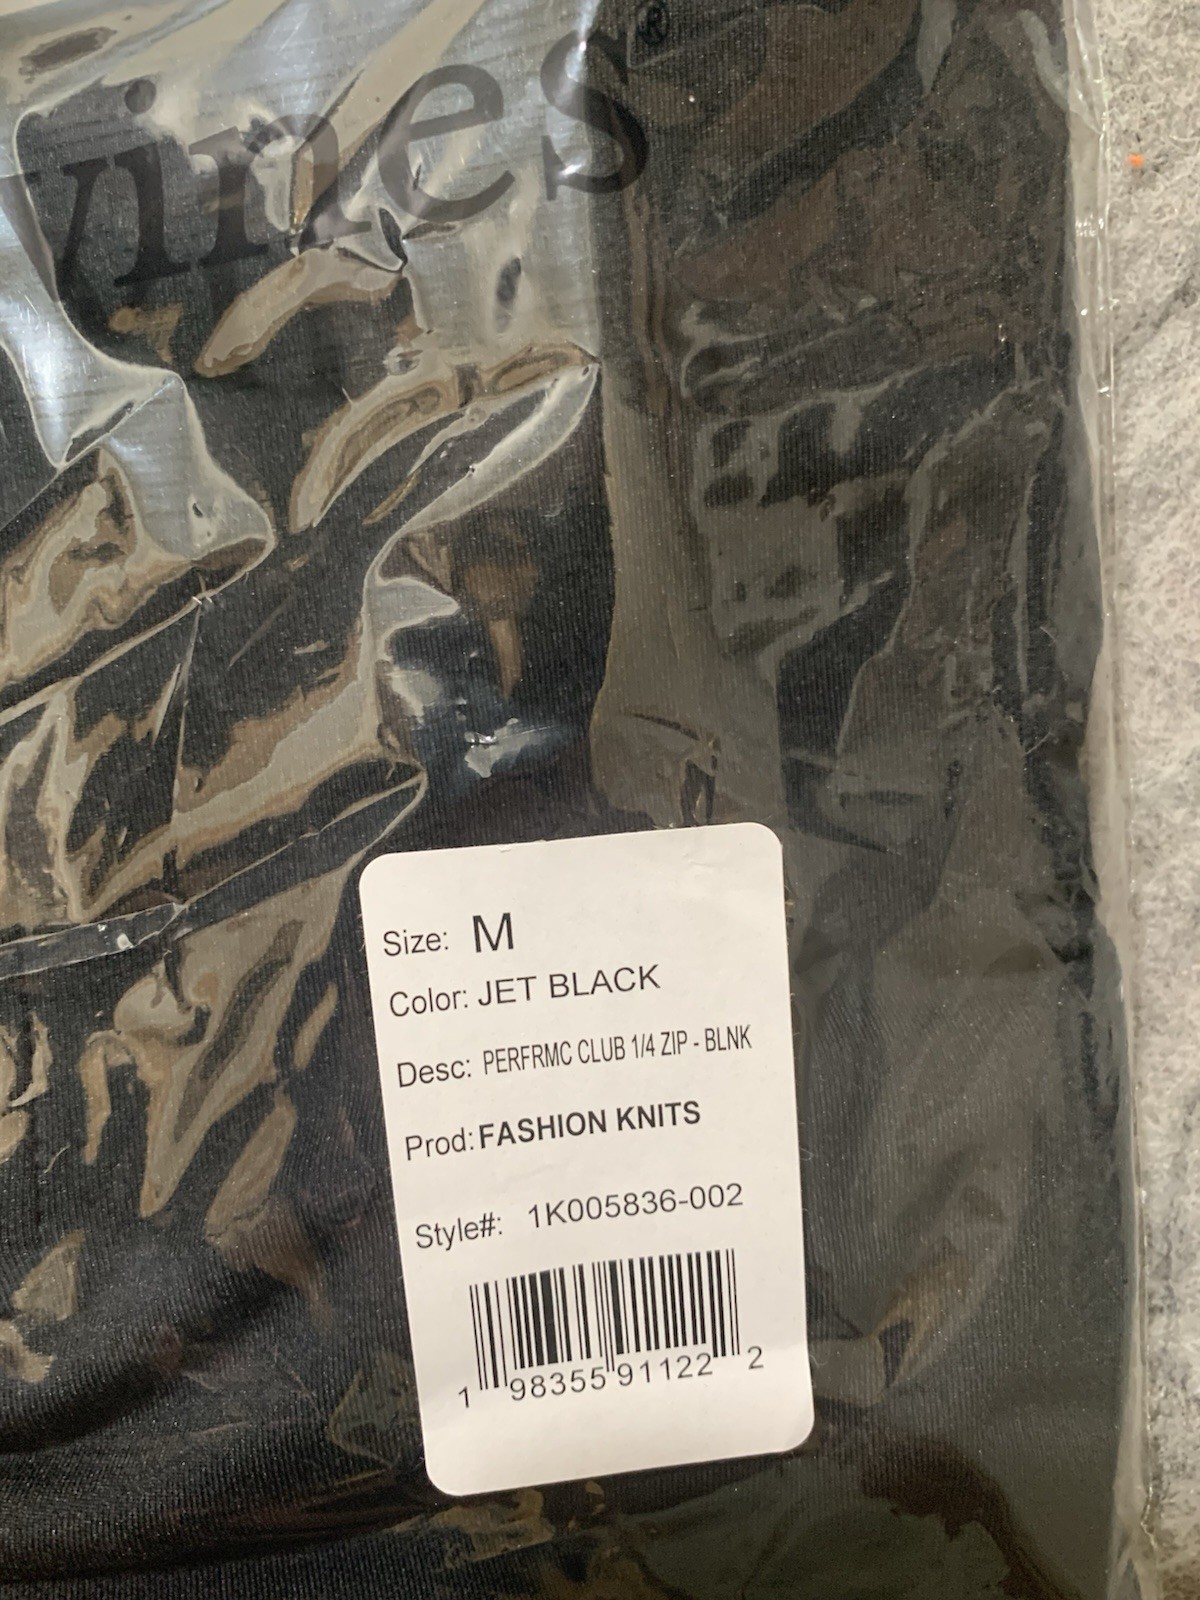 vines®
Size: M
Color: JET BLACK
Desc: PERFRMC CLUB 1/4 ZIP - BLNK
Prod: FASHION KNITS
Style#: 1K005836-002
1 98355 91122 2